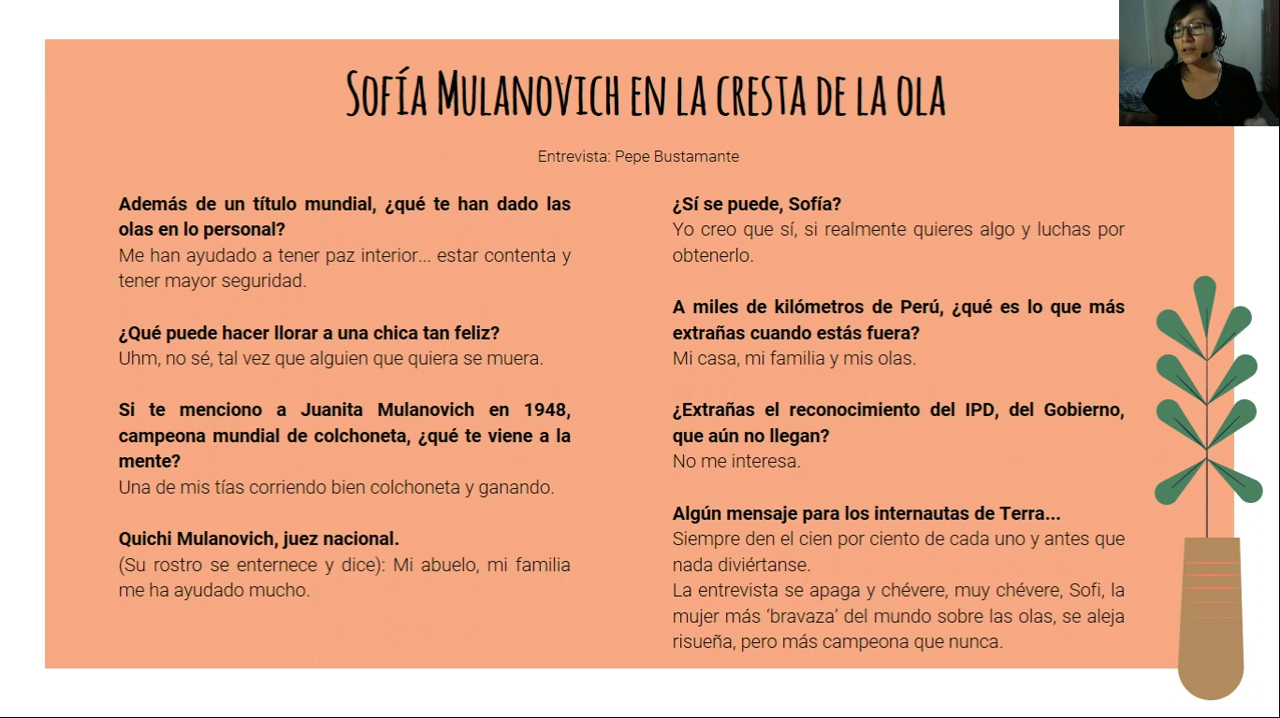 Sofía Mulanovich en la cresta de la ola
Entrevista: Pepe Bustamante
Además de un título mundial, ¿qué te han dado las
olas en lo personal?
Me han ayudado a tener paz interior... estar contenta y
tener mayor seguridad.
¿Qué puede hacer llorar a una chica tan feliz?
Uhm, no sé, tal vez que alguien que quiera se muera.
Si te menciono a Juanita Mulanovich en 1948,
campeona mundial de colchoneta, ¿qué te viene a la
mente?
Una de mis tías corriendo bien colchoneta y ganando.
Quichi Mulanovich, juez nacional.
(Su rostro se enternece y dice): Mi abuelo, mi familia
me ha ayudado mucho.
¿Sí se puede, Sofía?
Yo creo que sí, si realmente quieres algo y luchas por
obtenerlo.
A miles de kilómetros de Perú, ¿qué es lo que más
extrañas cuando estás fuera?
Mi casa, mi familia y mis olas.
¿Extrañas el reconocimiento del IPD, del Gobierno,
que aún no llegan?
No me interesa.
Algún mensaje para los internautas de Terra...
Siempre den el cien por ciento de cada uno y antes que
nada diviértanse.
La entrevista se apaga y chévere, muy chévere, Sofi, la
mujer más ‘bravaza’ del mundo sobre las olas, se aleja
risueña, pero más campeona que nunca.